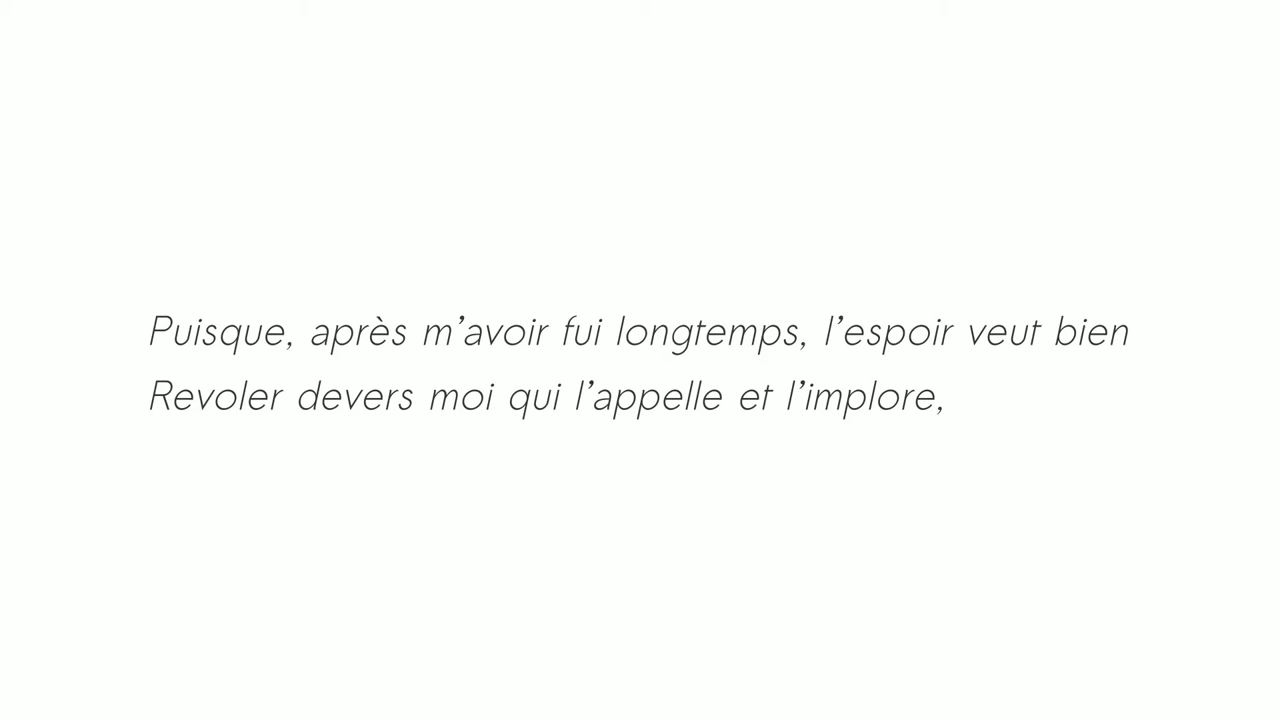 Puisque, après m’avoir fui longtemps, l’espoir veut bien
Revoler devers moi qui l’appelle et l’implore,